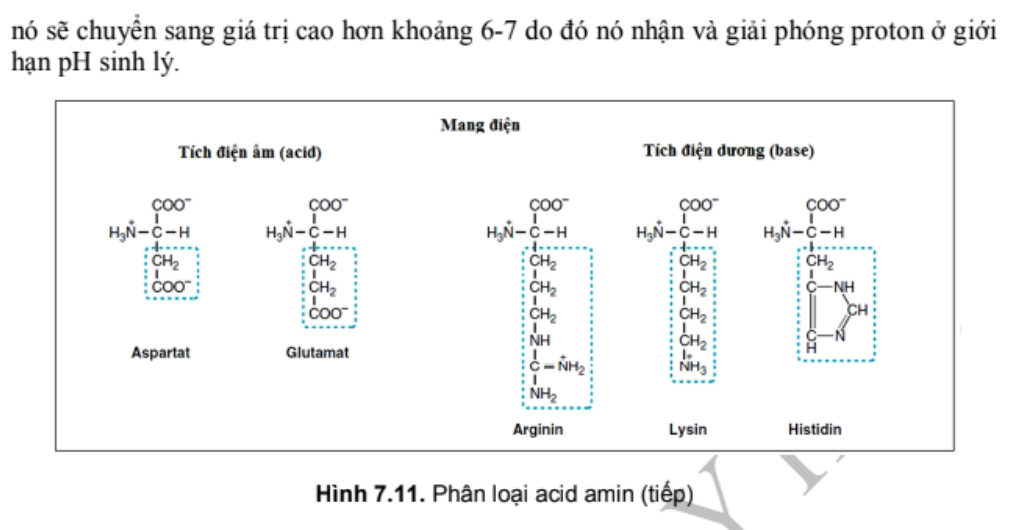 nó sẽ chuyển sang giá trị cao hơn khoảng 6-7 do đó nó nhận và giải phóng proton ở giới
hạn pH sinh lý.
Mang điện
Tích điện âm (acid)
Tích điện dương (base)
COO⁻
H₃N⁺–C–H
CH₂
COO⁻
Aspartat
COO⁻
H₃N⁺–C–H
CH₂
CH₂
COO⁻
Glutamat
COO⁻
H₃N⁺–C–H
CH₂
CH₂
CH₂
NH
C=N⁺H₂
NH₂
Arginin
COO⁻
H₃N⁺–C–H
CH₂
CH₂
CH₂
CH₂
⁺NH₃
Lysin
COO⁻
H₃N⁺–C–H
CH₂
C–NH
CH
C–N
H
Histidin
Hình 7.11. Phân loại acid amin (tiếp)